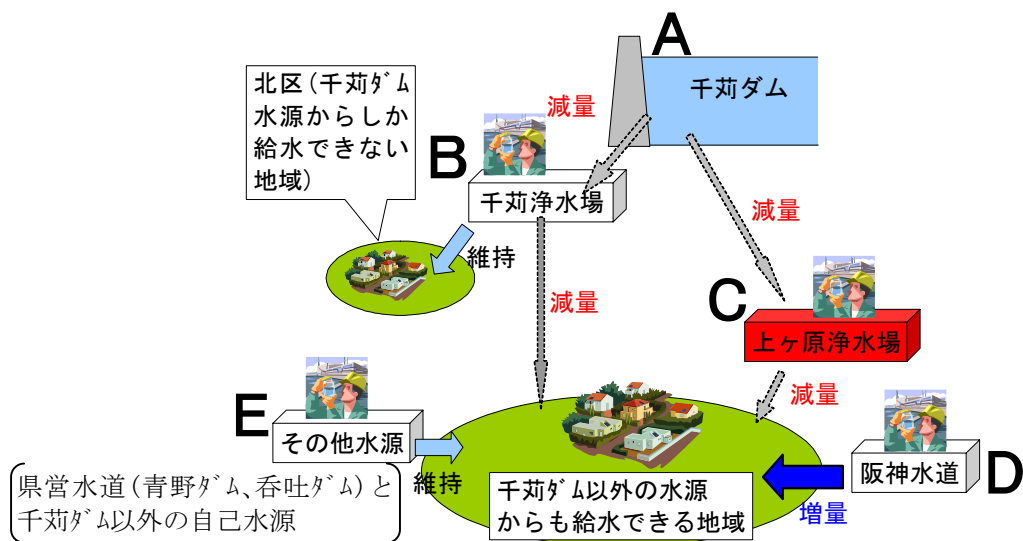 A
千苅ダム
北区(千苅ダム
水源からしか
給水できない
地域)
減量
B
千苅浄水場
減量
維持
C
減量
上ヶ原浄水場
減量
E
その他水源
維持
県営水道(青野ダム、呑吐ダム)と
千苅ダム以外の自己水源
千苅ダム以外の水源
からも給水できる地域
阪神水道
D
増量